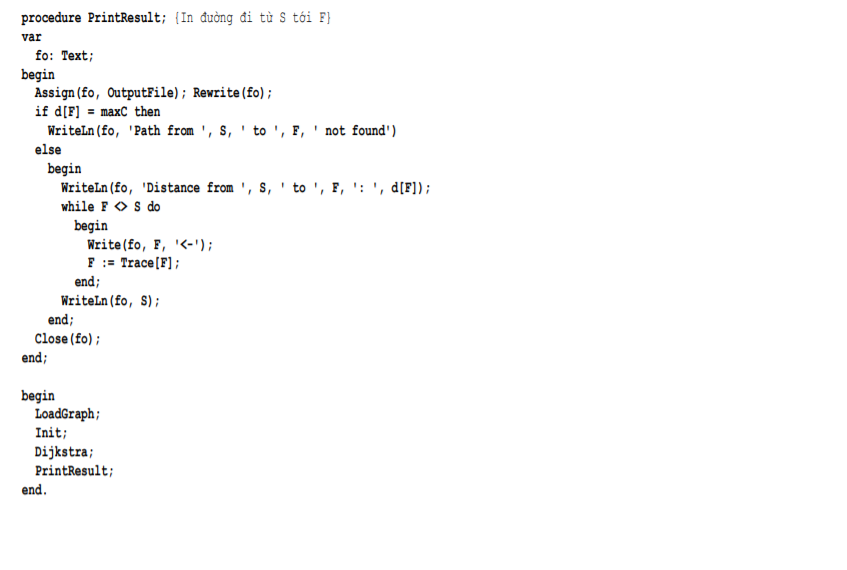 procedure PrintResult; {In đường đi từ S tới F}
var
fo: Text;
begin
Assign(fo, OutputFile); Rewrite(fo);
if d[F] = maxC then
WriteLn(fo, 'Path from ', S, ' to ', F, ' not found')
else
begin
WriteLn(fo, 'Distance from ', S, ' to ', F, ': ', d[F]);
while F <> S do
begin
Write(fo, F, '<-');
F := Trace[F];
end;
WriteLn(fo, S);
end;
Close(fo);
end;
begin
LoadGraph;
Init;
Dijkstra;
PrintResult;
end.